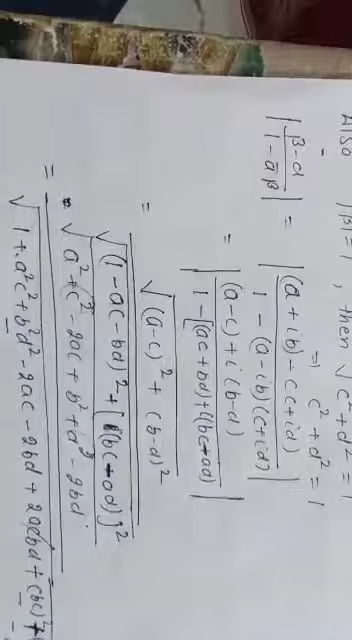 Also |β| = 1, then √c²+d² = 1
⇒ c²+d² = 1
|β-α / 1-ᾱβ| = |(a+ib)-(c+id) / 1-(a-ib)(c+id)|
= |(a-c)+i(b-d) / 1-[(ac+bd)+i(bc+ad)]|
= √(a-c)²+(b-d)² / √(1-ac-bd)²+[(bc+ad)]²
= √a²+c²-2ac+b²+d²-2bd / √1+a²c²+b²d²-2ac-2bd+2acbd+(bc)²+